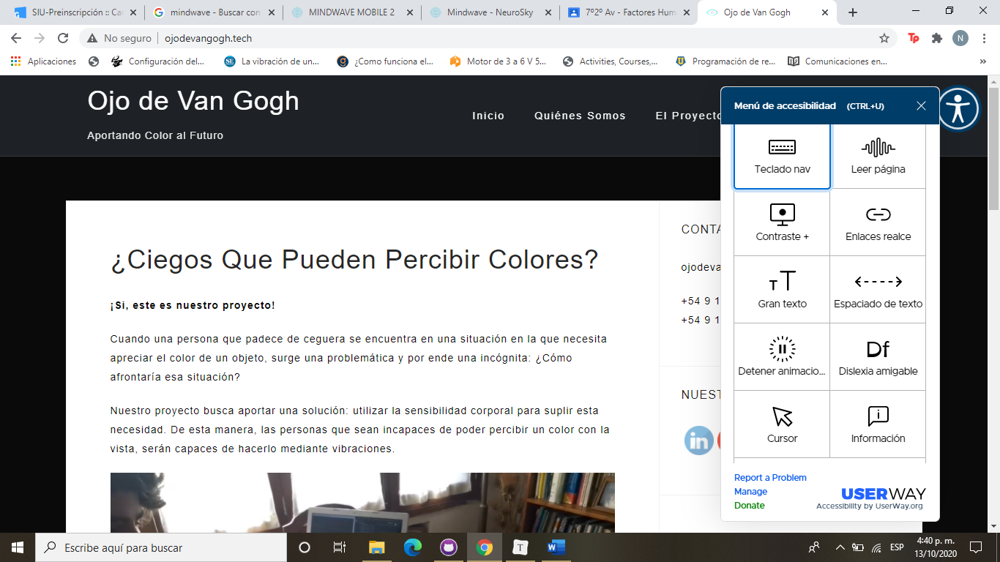 SIU-Preinscripción :: Ca
mindwave - Buscar con
MINDWAVE MOBILE 2
Mindwave - NeuroSky
7º2º Av - Factores Hum
Ojo de Van Gogh
No seguro
ojodevangogh.tech
Tp
N
Aplicaciones
Configuración del...
SE
La vibración de un...
¿Como funciona el...
Motor de 3 a 6 V 5...
Activities, Courses,...
Programación de re...
Comunicaciones en...
Ojo de Van Gogh
Aportando Color al Futuro
Inicio
Quiénes Somos
El Proyecto
Menú de accesibilidad (CTRL+U)
Teclado nav
Leer página
Contraste +
Enlaces realce
Gran texto
Espaciado de texto
Detener animacio...
Df
Dislexia amigable
Cursor
Información
Report a Problem
Manage
Donate
USERWAY
Accessibility by UserWay.org
¿Ciegos Que Pueden Percibir Colores?
¡Si, este es nuestro proyecto!
Cuando una persona que padece de ceguera se encuentra en una situación en la que necesita
apreciar el color de un objeto, surge una problemática y por ende una incógnita: ¿Cómo
afrontaría esa situación?
Nuestro proyecto busca aportar una solución: utilizar la sensibilidad corporal para suplir esta
necesidad. De esta manera, las personas que sean incapaces de poder percibir un color con la
vista, serán capaces de hacerlo mediante vibraciones.
CONTA
ojodeva
+54 9 1
+54 9 1
NUEST
in
Escribe aquí para buscar
T
W
ESP
4:40 p. m.
13/10/2020